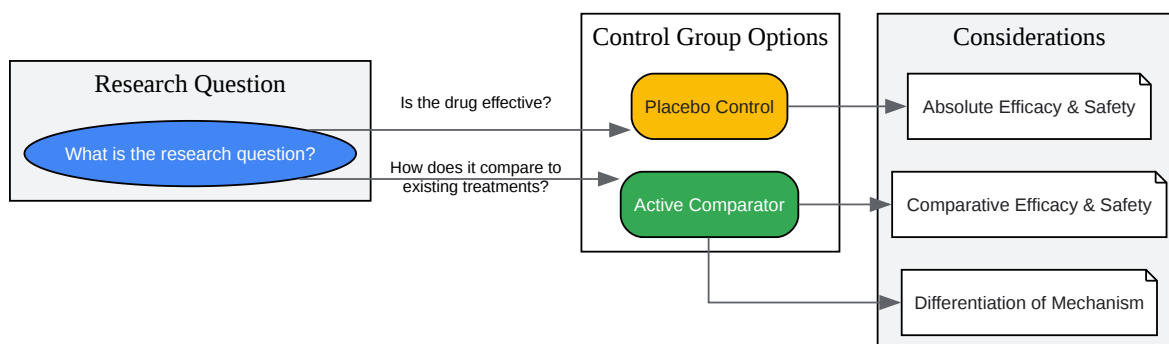 Research Question
What is the research question?
Is the drug effective?
How does it compare to
existing treatments?
Control Group Options
Placebo Control
Active Comparator
Considerations
Absolute Efficacy & Safety
Comparative Efficacy & Safety
Differentiation of Mechanism